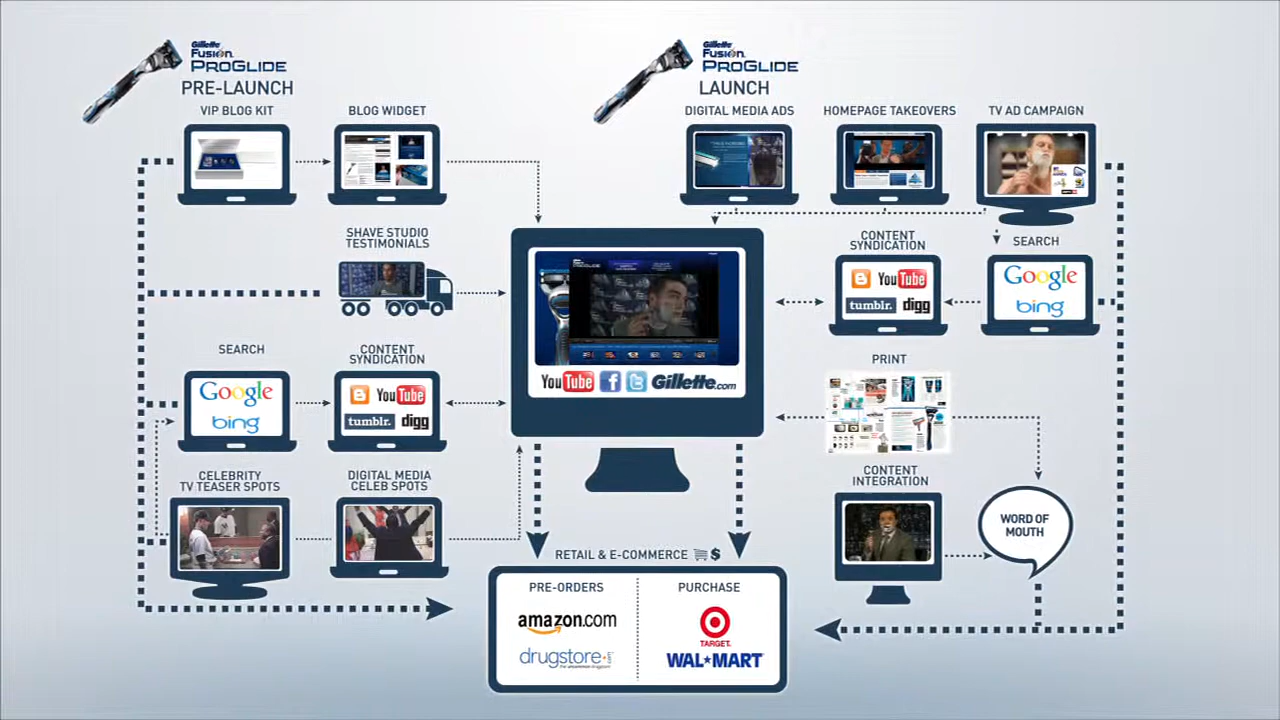 Gillette
FUSION
PROGLIDE
PRE-LAUNCH
VIP BLOG KIT
BLOG WIDGET
SHAVE STUDIO
TESTIMONIALS
SEARCH
Google
bing
CONTENT
SYNDICATION
YouTube
tumblr.
digg
CELEBRITY
TV TEASER SPOTS
DIGITAL MEDIA
CELEB SPOTS
Gillette
FUSION
PROGLIDE
LAUNCH
DIGITAL MEDIA ADS
HOMEPAGE TAKEOVERS
TV AD CAMPAIGN
CONTENT
SYNDICATION
YouTube
tumblr.
digg
SEARCH
Google
bing
PRINT
CONTENT
INTEGRATION
WORD OF
MOUTH
PROGLIDE
YouTube f t Gillette.com
RETAIL & E-COMMERCE $
PRE-ORDERS
amazon.com
drugstore.com
PURCHASE
TARGET
WAL★MART